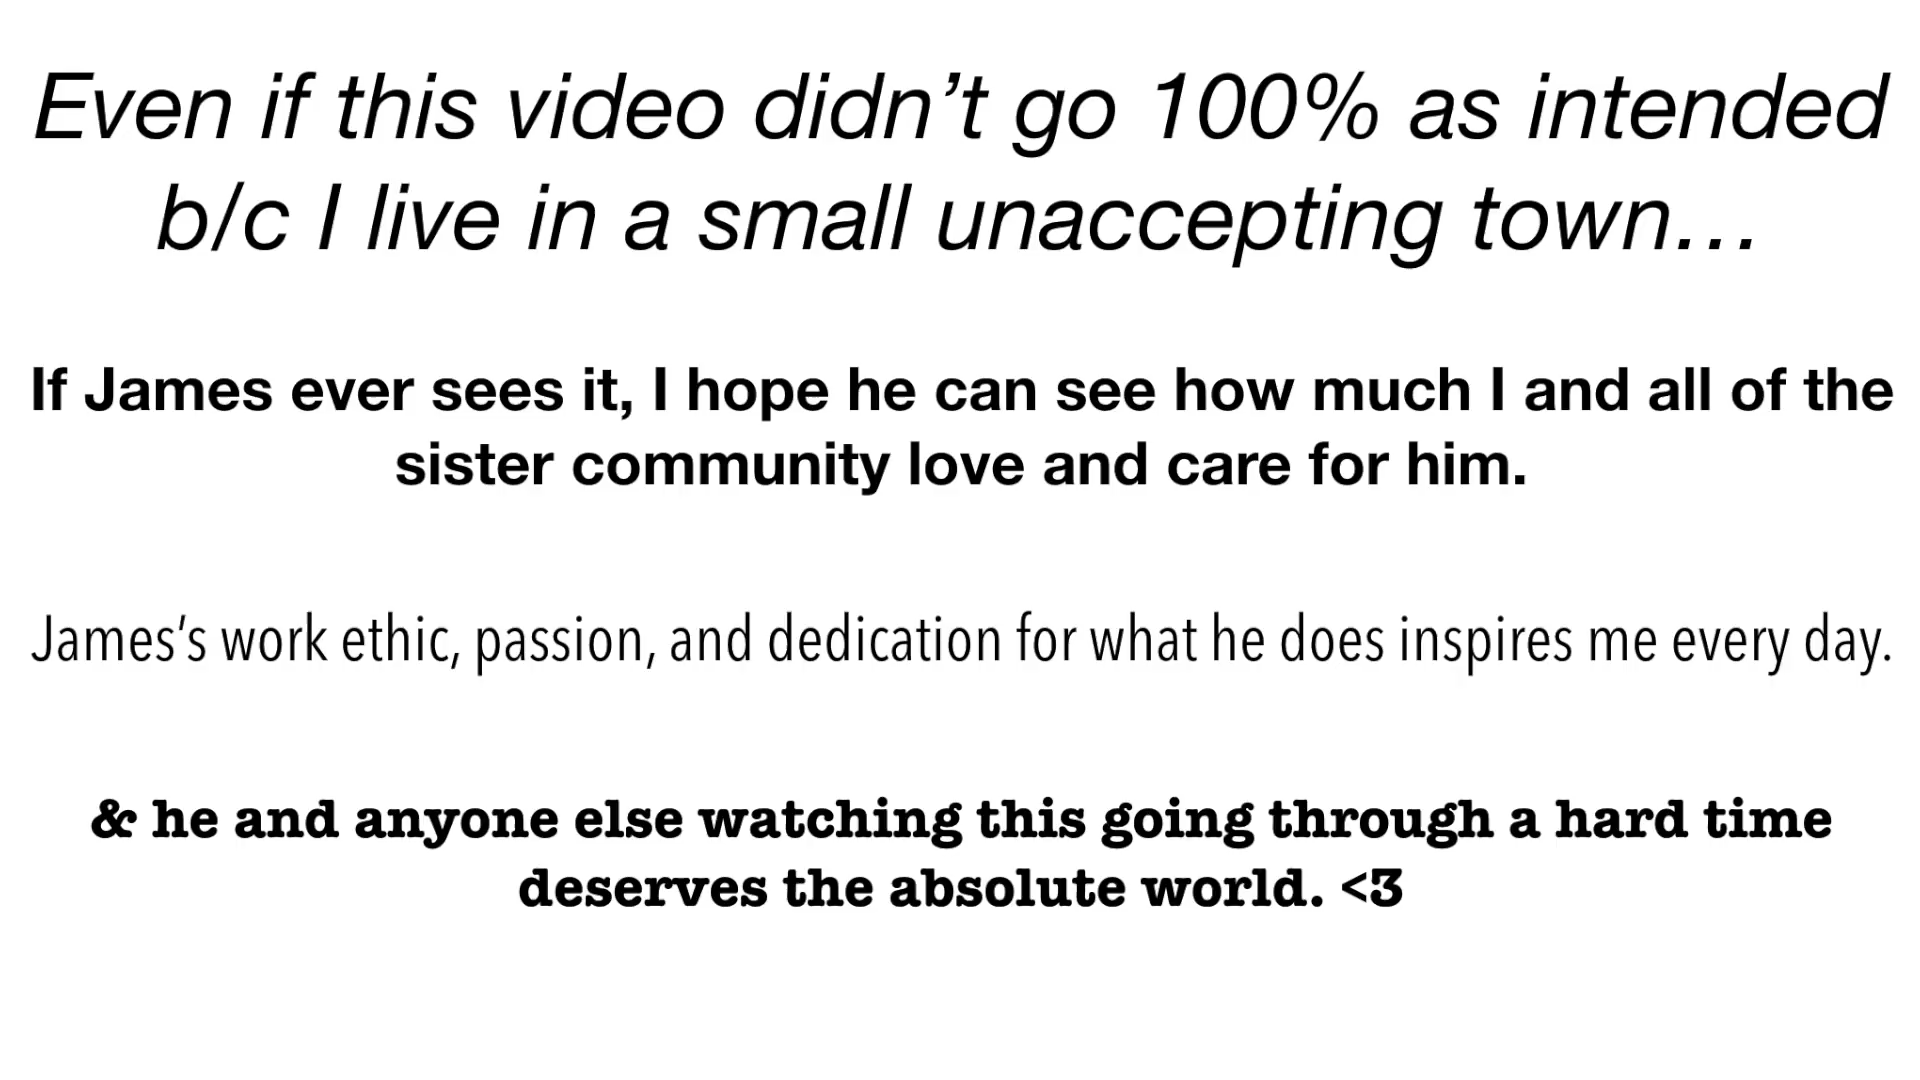 Even if this video didn’t go 100% as intended
b/c I live in a small unaccepting town…
If James ever sees it, I hope he can see how much I and all of the
sister community love and care for him.
James‘s work ethic, passion, and dedication for what he does inspires me every day.
& he and anyone else watching this going through a hard time
deserves the absolute world. <3